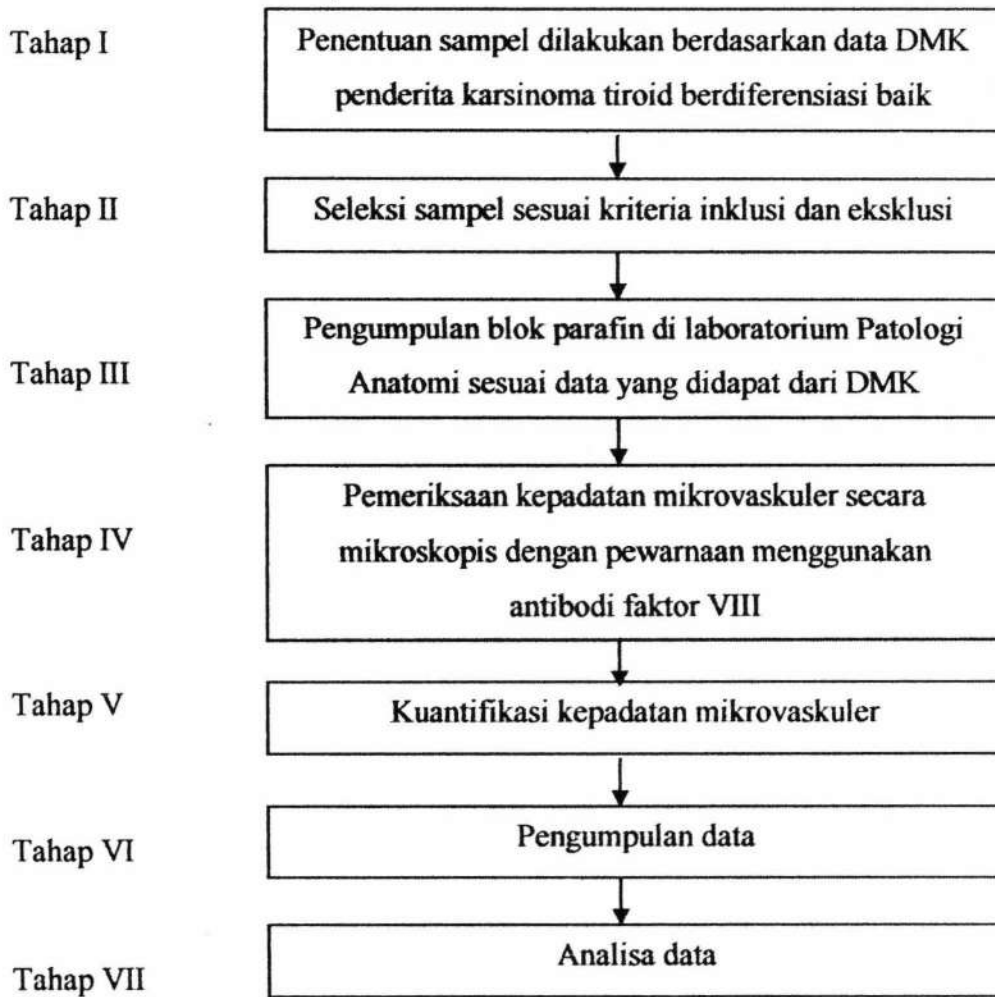 Tahap I
Penentuan sampel dilakukan berdasarkan data DMK
penderita karsinoma tiroid berdiferensiasi baik
Tahap II
Seleksi sampel sesuai kriteria inklusi dan eksklusi
Tahap III
Pengumpulan blok parafin di laboratorium Patologi
Anatomi sesuai data yang didapat dari DMK
Tahap IV
Pemeriksaan kepadatan mikrovaskuler secara
mikroskopis dengan pewarnaan menggunakan
antibodi faktor VIII
Tahap V
Kuantifikasi kepadatan mikrovaskuler
Tahap VI
Pengumpulan data
Tahap VII
Analisa data